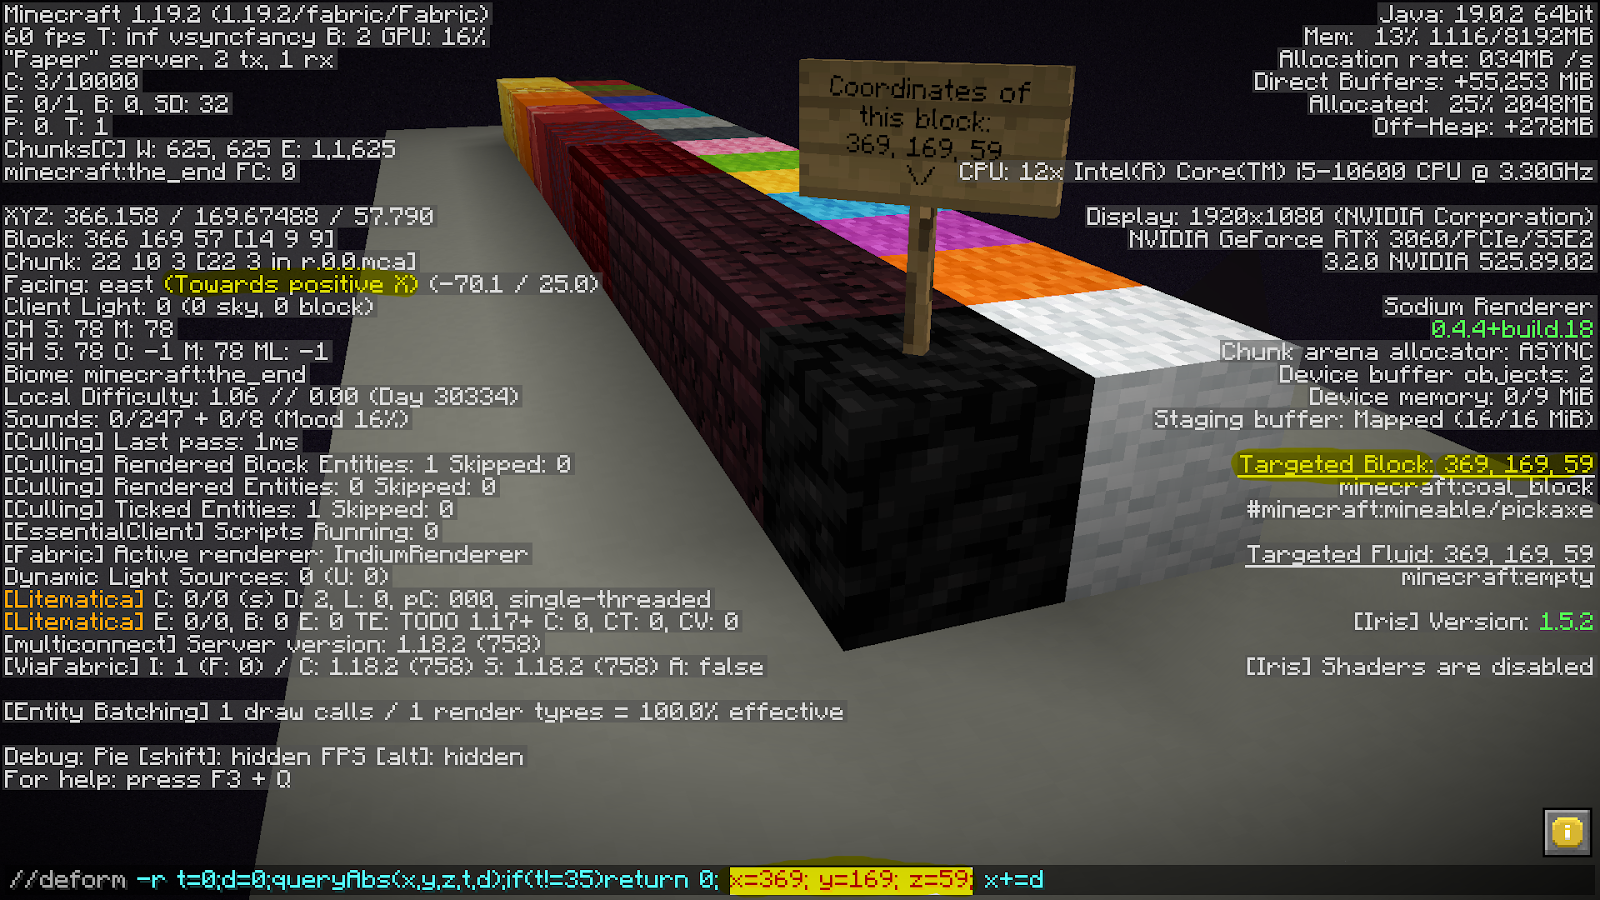 Minecraft 1.19.2 (1.19.2/fabric/Fabric)
60 fps T: inf vsyncfancy B: 2 GPU: 16%
"Paper" server, 2 tx, 1 rx
C: 3/10000
E: 0/1, B: 0, SD: 32
P: 0. T: 1
Chunks[C] W: 625, 625 E: 1,1,625
minecraft:the_end FC: 0
XYZ: 366.158 / 169.67488 / 57.790
Block: 366 169 57 [14 9 9]
Chunk: 22 10 3 [22 3 in r.0.0.mca]
Facing: east (Towards positive X) (-70.1 / 25.0)
Client Light: 0 (0 sky, 0 block)
CH S: 78 M: 78
SH S: 78 O: -1 M: 78 ML: -1
Biome: minecraft:the_end
Local Difficulty: 1.06 // 0.00 (Day 30334)
Sounds: 0/247 + 0/8 (Mood 16%)
[Culling] Last pass: 1ms
[Culling] Rendered Block Entities: 1 Skipped: 0
[Culling] Rendered Entities: 0 Skipped: 0
[Culling] Ticked Entities: 1 Skipped: 0
[EssentialClient] Scripts Running: 0
[Fabric] Active renderer: IndiumRenderer
Dynamic Light Sources: 0 (U: 0)
[Litematica] C: 0/0 (s) D: 2, L: 0, pC: 000, single-threaded
[Litematica] E: 0/0, B: 0 E: 0 TE: TODO 1.17+ C: 0, CT: 0, CV: 0
[multiconnect] Server version: 1.18.2 (758)
[ViaFabric] I: 1 (F: 0) / C: 1.18.2 (758) S: 1.18.2 (758) A: false
[Entity Batching] 1 draw calls / 1 render types = 100.0% effective
Debug: Pie [shift]: hidden FPS [alt]: hidden
For help: press F3 + Q
Coordinates of
this block:
369, 169, 59
\/
Java: 19.0.2 64bit
Mem: 13% 1116/8192MB
Allocation rate: 034MB /s
Direct Buffers: +55,253 MiB
Allocated: 25% 2048MB
Off-Heap: +278MB
CPU: 12x Intel(R) Core(TM) i5-10600 CPU @ 3.30GHz
Display: 1920x1080 (NVIDIA Corporation)
NVIDIA GeForce RTX 3060/PCIe/SSE2
3.2.0 NVIDIA 525.89.02
Sodium Renderer
0.4.4+build.18
Chunk arena allocator: ASYNC
Device buffer objects: 2
Device memory: 0/9 MiB
Staging buffer: Mapped (16/16 MiB)
Targeted Block: 369, 169, 59
minecraft:coal_block
#minecraft:mineable/pickaxe
Targeted Fluid: 369, 169, 59
minecraft:empty
[Iris] Version: 1.5.2
[Iris] Shaders are disabled
//deform -r t=0;d=0;queryAbs(x,y,z,t,d);if(t!=35)return 0; x=369; y=169; z=59; x+=d